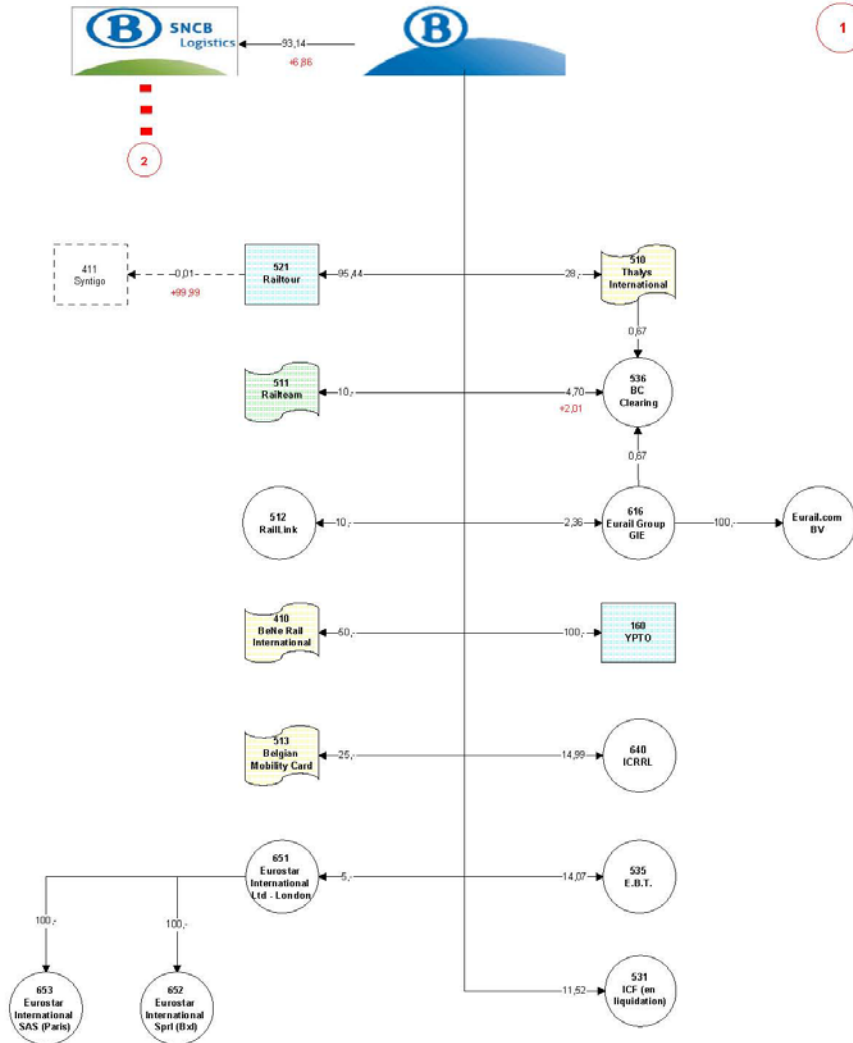 B SNCB
Logistics
93,14
+6,86
B
1
2
411
Syntigo
0,01
+99,99
521
Railtour
95,44
28,-
510
Thalys
International
0,67
511
Railteam
10,-
4,70
+2,01
536
BC
Clearing
0,67
512
RailLink
10,-
2,36
616
Eurail Group
GIE
100,-
Eurail.com
BV
410
BeNe Rail
International
50,-
100,-
160
YPTO
513
Belgian
Mobility Card
25,-
14,99
640
ICRRL
651
Eurostar
International
Ltd - London
5,-
14,07
535
E.B.T.
100,-
100,-
653
Eurostar
International
SAS (Paris)
652
Eurostar
International
Sprl (Bxl)
11,52
531
ICF (en
liquidation)